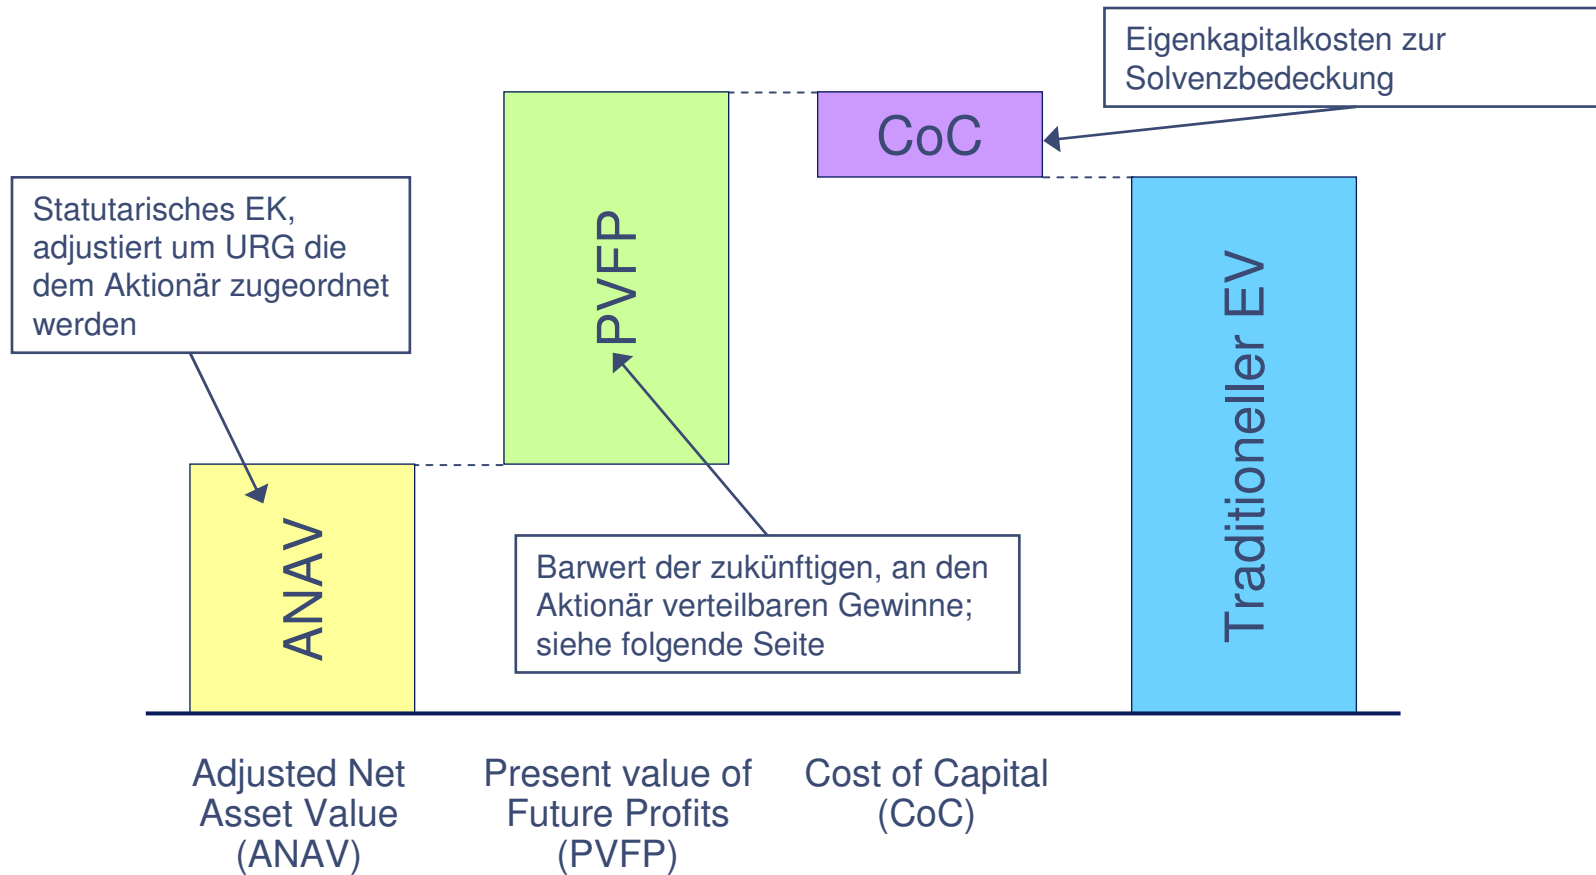 Eigenkapitalkosten zur
Solvenzbedeckung
CoC
Statutarisches EK,
adjustiert um URG die
dem Aktionär zugeordnet
werden
PVFP
Traditioneller EV
ANAV
Barwert der zukünftigen, an den
Aktionär verteilbaren Gewinne;
siehe folgende Seite
Adjusted Net
Asset Value
(ANAV)
Present value of
Future Profits
(PVFP)
Cost of Capital
(CoC)